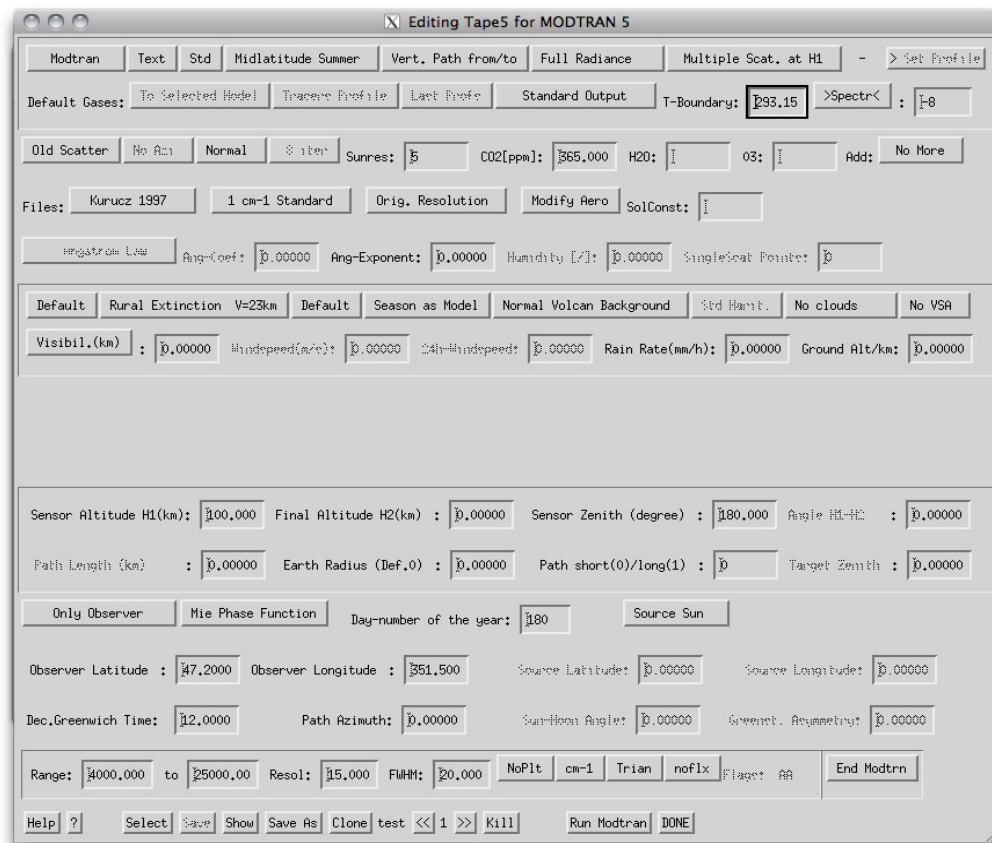 X Editing Tape5 for MODTRAN 5
Modtran Text Std Midlatitude Summer Vert. Path from/to Full Radiance Multiple Scat. at H1 - > Set Profile
Default Gases: To Selected Model Tracers Profile Last Profs Standard Output T-Boundary: 293.15 >Spectr< : -8
Old Scatter No Azi Normal Sunres: 5 CO2[ppm]: 365.000 H2O: O3: Add: No More
Files: Kurucz 1997 1 cm-1 Standard Orig. Resolution Modify Aero SolConst:
Angstrom Law Ang-Coef: 0.00000 Ang-Exponent: 0.00000 Humidity [/]: 0.00000 SingleScat Points: 0
Default Rural Extinction V=23km Default Season as Model Normal Volcan Background Std Harit. No clouds No VSA
Visibil.(km) : 0.00000 Windspeed(m/s): 0.00000 24h-Windspeed: 0.00000 Rain Rate(mm/h): 0.00000 Ground Alt/km: 0.00000
Sensor Altitude H1(km): 100.000 Final Altitude H2(km) : 0.00000 Sensor Zenith (degree) : 180.000 Angle H1-H2 : 0.00000
Path Length (km) : 0.00000 Earth Radius (Def.0) : 0.00000 Path short(0)/long(1) : 0 Target Zenith : 0.00000
Only Observer Mie Phase Function Day-number of the year: 180 Source Sun
Observer Latitude : 47.2000 Observer Longitude : 351.500 Source Latitude: 0.00000 Source Longitude: 0.00000
Dec.Greenwich Time: 12.0000 Path Azimuth: 0.00000 Sun-Moon Angle: 0.00000 Greenst. Asymmetry: 0.00000
Range: 4000.000 to 25000.00 Resol: 15.000 FWHM: 20.000 NoPlt cm-1 Trian noflx Flags: AA End Modtrn
Help ? Select Save Show Save As Clone test << 1 >> Kill Run Modtran DONE